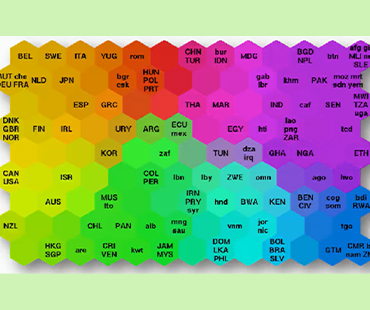 BEL SWE ITA YUG rom CHN bur MDG BGD btn afg gin
TUR IDN NPL MLI
SLE
AUT che NLD JPN bgr HUN gab khm PAK moz mrt
DEU FRA csk POL lbr sdn yem
PRT
ESP GRC THA MAR IND caf SEN MWI
TZA
uga
DNK FIN IRL URY ARG ECU EGY hti lao tcd
GBR mex png
NOR ZAR
KOR zaf TUN dza GHA NGA ETH
irq
CAN ISR COL lbn lby ZWE omn ago hvo
USA PER
AUS MUS IRN hnd BWA KEN BEN cog bdi
tto PRY CIV som RWA
syr
NZL CHL PAN alb mng vnm jor tgo
sau nic
HKG are CRI kwt JAM DOM BOL GTM CMR
SGP VEN MYS LKA BRA nam
PHL SLV